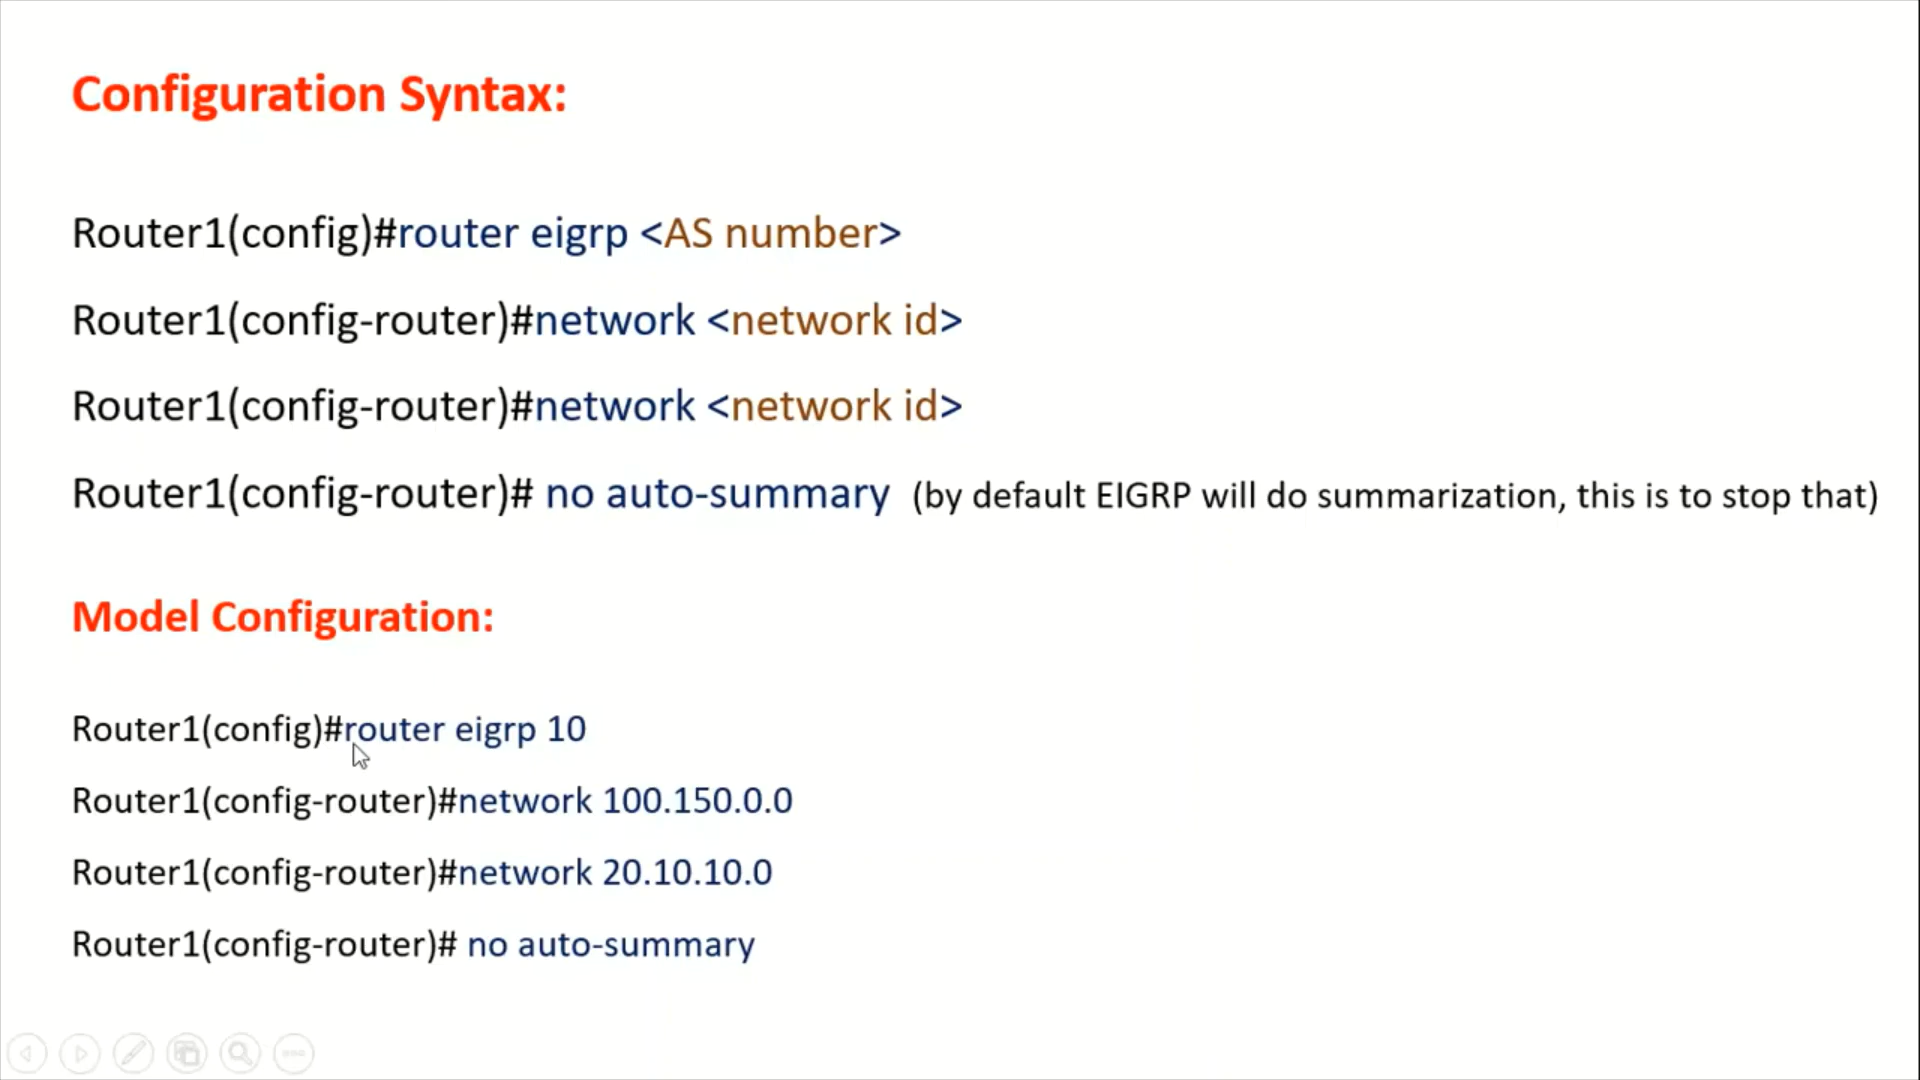 Configuration Syntax:
Router1(config)#router eigrp <AS number>
Router1(config-router)#network <network id>
Router1(config-router)#network <network id>
Router1(config-router)# no auto-summary (by default EIGRP will do summarization, this is to stop that)
Model Configuration:
Router1(config)#router eigrp 10
Router1(config-router)#network 100.150.0.0
Router1(config-router)#network 20.10.10.0
Router1(config-router)# no auto-summary